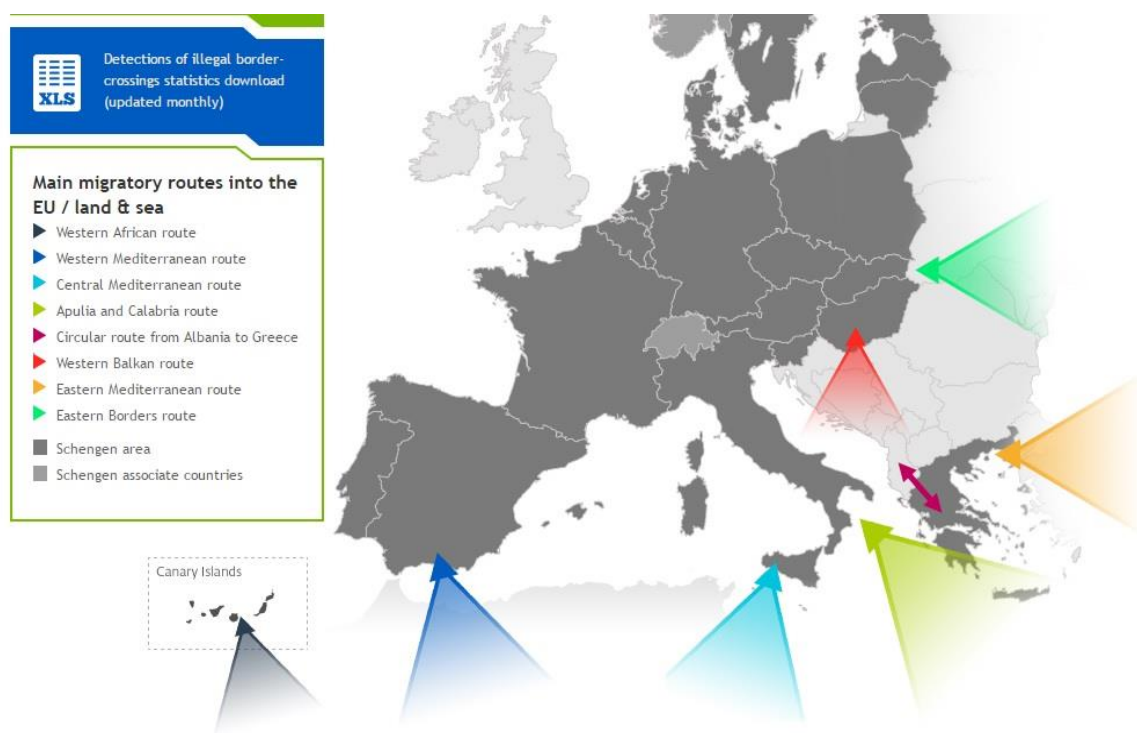 Detections of illegal border-
crossings statistics download
(updated monthly)
XLS
Main migratory routes into the
EU / land & sea
Western African route
Western Mediterranean route
Central Mediterranean route
Apulia and Calabria route
Circular route from Albania to Greece
Western Balkan route
Eastern Mediterranean route
Eastern Borders route
Schengen area
Schengen associate countries
Canary Islands